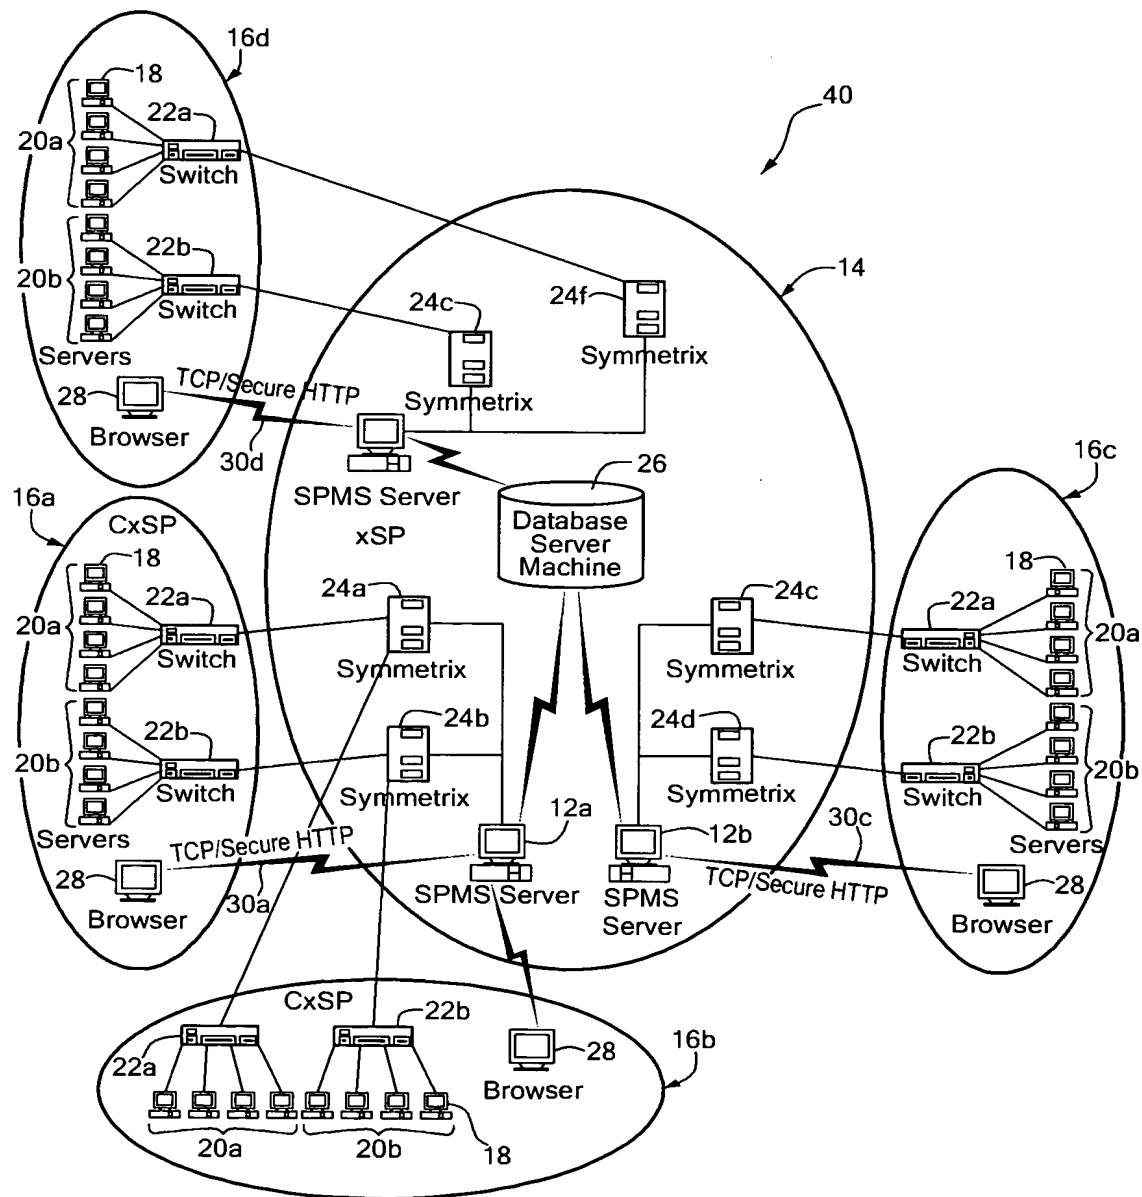 16d
18
22a
40
20a
Switch
14
22b
24c
24f
20b
Switch
Symmetrix
Servers
TCP/Secure HTTP
28
Symmetrix
Browser
30d
26
16c
SPMS Server
16a
CxSP
xSP
Database
Server
Machine
18
18
22a
24a
24c
22a
20a
20a
Switch
Symmetrix
Symmetrix
Switch
22b
24b
24d
22b
20b
20b
Switch
Symmetrix
Symmetrix
Switch
Servers
12a
12b
30c
Servers
TCP/Secure HTTP
28
TCP/Secure HTTP
28
Browser
30a
SPMS Server
SPMS
Server
Browser
CxSP
22b
22a
28
16b
Browser
20a
20b
18